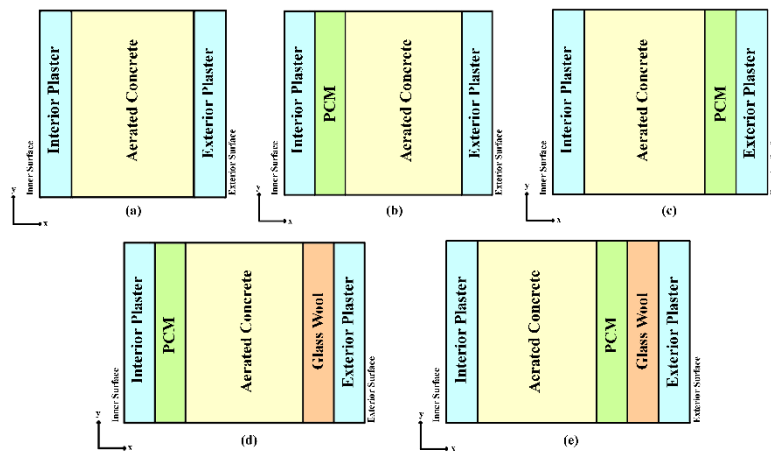 Inner Surface
Interior Plaster
Aerated Concrete
Exterior Plaster
Exterior Surface
y
x
(a)
Inner Surface
Interior Plaster
PCM
Aerated Concrete
Exterior Plaster
Exterior Surface
y
x
(b)
Inner Surface
Interior Plaster
Aerated Concrete
PCM
Exterior Plaster
y
x
(c)
Inner Surface
Interior Plaster
PCM
Aerated Concrete
Glass Wool
Exterior Plaster
Exterior Surface
y
x
(d)
Inner Surface
Interior Plaster
Aerated Concrete
PCM
Glass Wool
Exterior Plaster
Exterior Surface
y
x
(e)